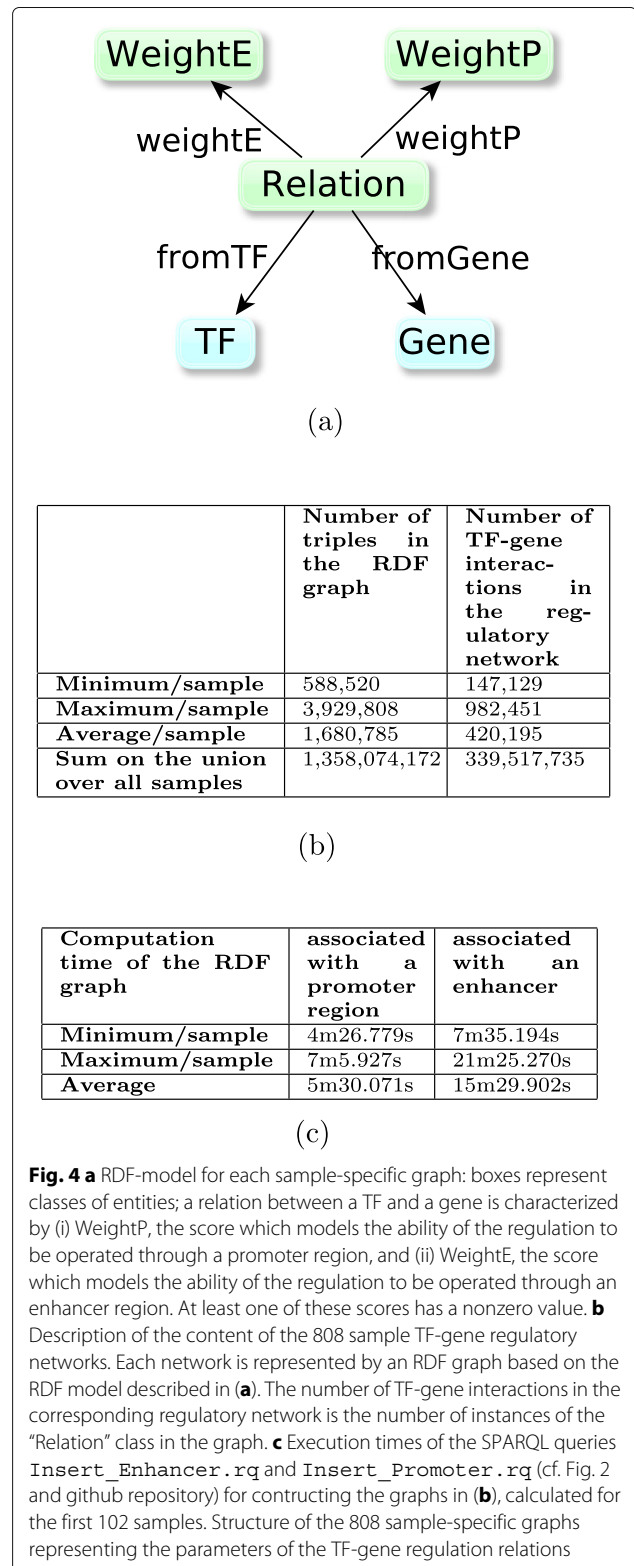 WeightE WeightP
weightE weightP
Relation
fromTF fromGene
TF Gene
(a)
Number of Number of
triples in TF-gene
the RDF interac-
graph tions in
the reg-
ulatory
network
Minimum/sample 588,520 147,129
Maximum/sample 3,929,808 982,451
Average/sample 1,680,785 420,195
Sum on the union 1,358,074,172 339,517,735
over all samples
(b)
Computation associated associated
time of the RDF with a with an
graph promoter enhancer
region
Minimum/sample 4m26.779s 7m35.194s
Maximum/sample 7m5.927s 21m25.270s
Average 5m30.071s 15m29.902s
(c)
Fig. 4 a RDF-model for each sample-specific graph: boxes represent
classes of entities; a relation between a TF and a gene is characterized
by (i) WeightP, the score which models the ability of the regulation to
be operated through a promoter region, and (ii) WeightE, the score
which models the ability of the regulation to be operated through an
enhancer region. At least one of these scores has a nonzero value. b
Description of the content of the 808 sample TF-gene regulatory
networks. Each network is represented by an RDF graph based on the
RDF model described in (a). The number of TF-gene interactions in the
corresponding regulatory network is the number of instances of the
“Relation” class in the graph. c Execution times of the SPARQL queries
Insert_Enhancer.rq and Insert_Promoter.rq (cf. Fig. 2
and github repository) for contructing the graphs in (b), calculated for
the first 102 samples. Structure of the 808 sample-specific graphs
representing the parameters of the TF-gene regulation relations